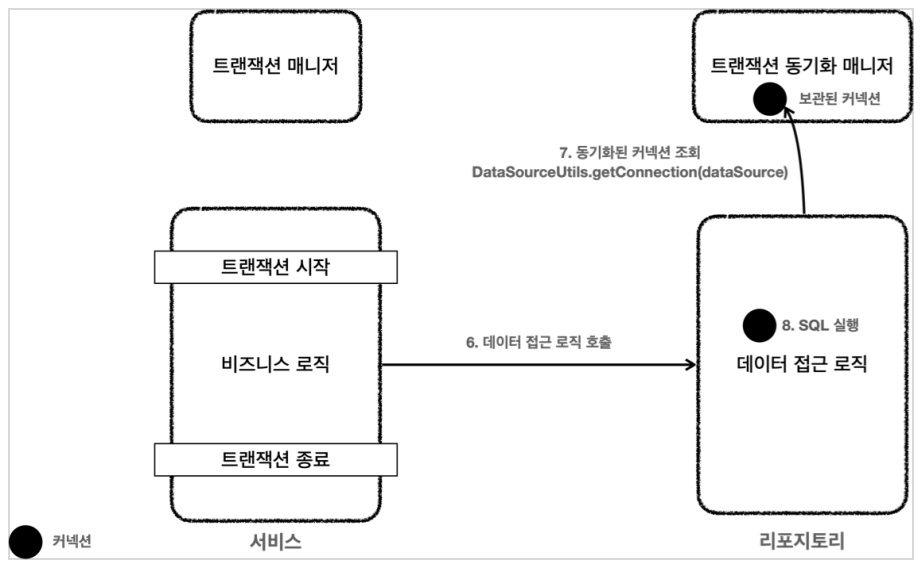 트랜잭션 매니저
트랜잭션 동기화 매니저
보관된 커넥션
7. 동기화된 커넥션 조회
DataSourceUtils.getConnection(dataSource)
트랜잭션 시작
8. SQL 실행
6. 데이터 접근 로직 호출
비즈니스 로직
데이터 접근 로직
트랜잭션 종료
커넥션
서비스
리포지토리